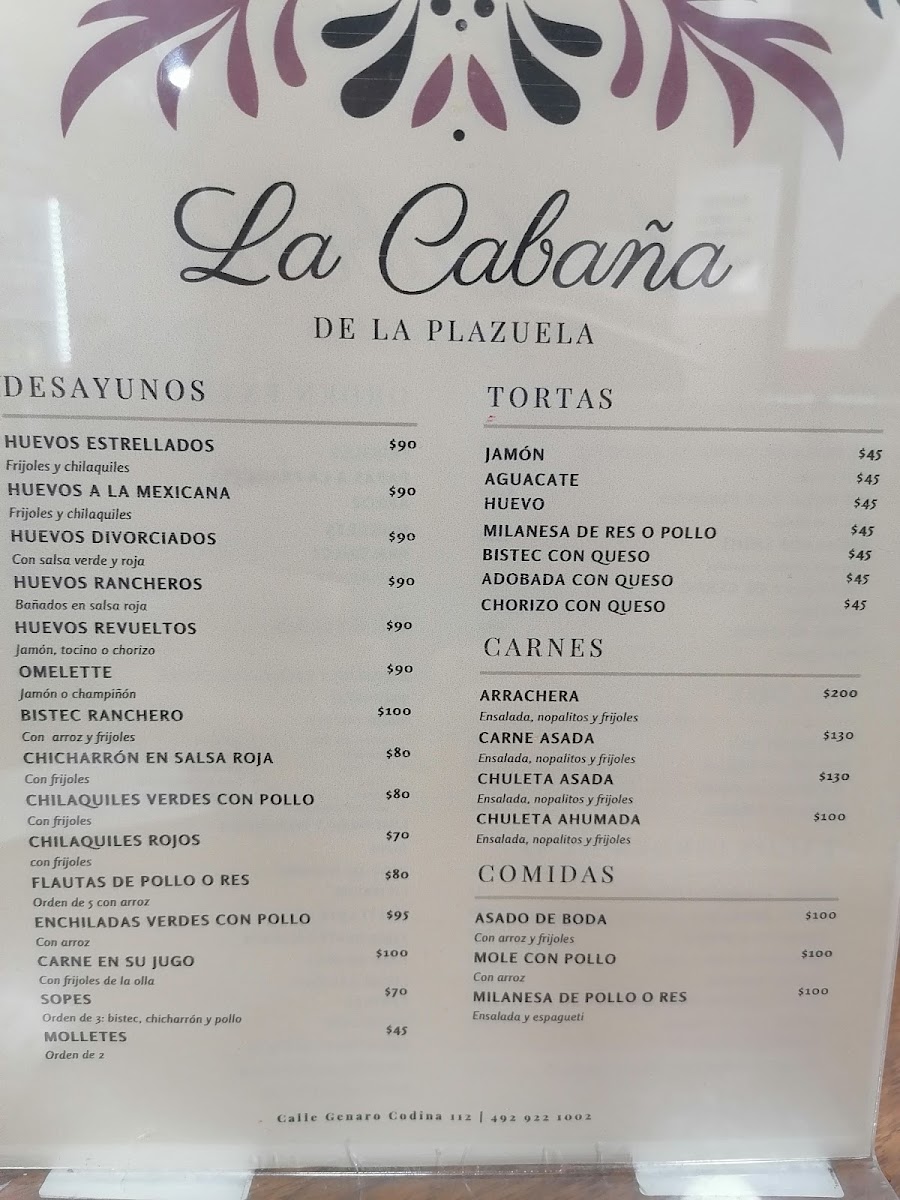 La Cabaña
DE LA PLAZUELA
DESAYUNOS
HUEVOS ESTRELLADOS $90
Frijoles y chilaquiles
HUEVOS A LA MEXICANA $90
Frijoles y chilaquiles
HUEVOS DIVORCIADOS $90
Con salsa verde y roja
HUEVOS RANCHEROS $90
Bañados en salsa roja
HUEVOS REVUELTOS $90
Jamón, tocino o chorizo
OMELETTE $90
Jamón o champiñón
BISTEC RANCHERO $100
Con arroz y frijoles
CHICHARRÓN EN SALSA ROJA $80
Con frijoles
CHILAQUILES VERDES CON POLLO $80
Con frijoles
CHILAQUILES ROJOS $70
con frijoles
FLAUTAS DE POLLO O RES $80
Orden de 5 con arroz
ENCHILADAS VERDES CON POLLO $95
Con arroz
CARNE EN SU JUGO $100
Con frijoles de la olla
SOPES $70
Orden de 3: bistec, chicharrón y pollo
MOLLETES $45
Orden de 2
TORTAS
JAMÓN $45
AGUACATE $45
HUEVO $45
MILANESA DE RES O POLLO $45
BISTEC CON QUESO $45
ADOBADA CON QUESO $45
CHORIZO CON QUESO $45
CARNES
ARRACHERA $200
Ensalada, nopalitos y frijoles
CARNE ASADA $130
Ensalada, nopalitos y frijoles
CHULETA ASADA $130
Ensalada, nopalitos y frijoles
CHULETA AHUMADA $100
Ensalada, nopalitos y frijoles
COMIDAS
ASADO DE BODA $100
Con arroz y frijoles
MOLE CON POLLO $100
Con arroz
MILANESA DE POLLO O RES $100
Ensalada y espagueti
Calle Genaro Codina 112 | 492 922 1002